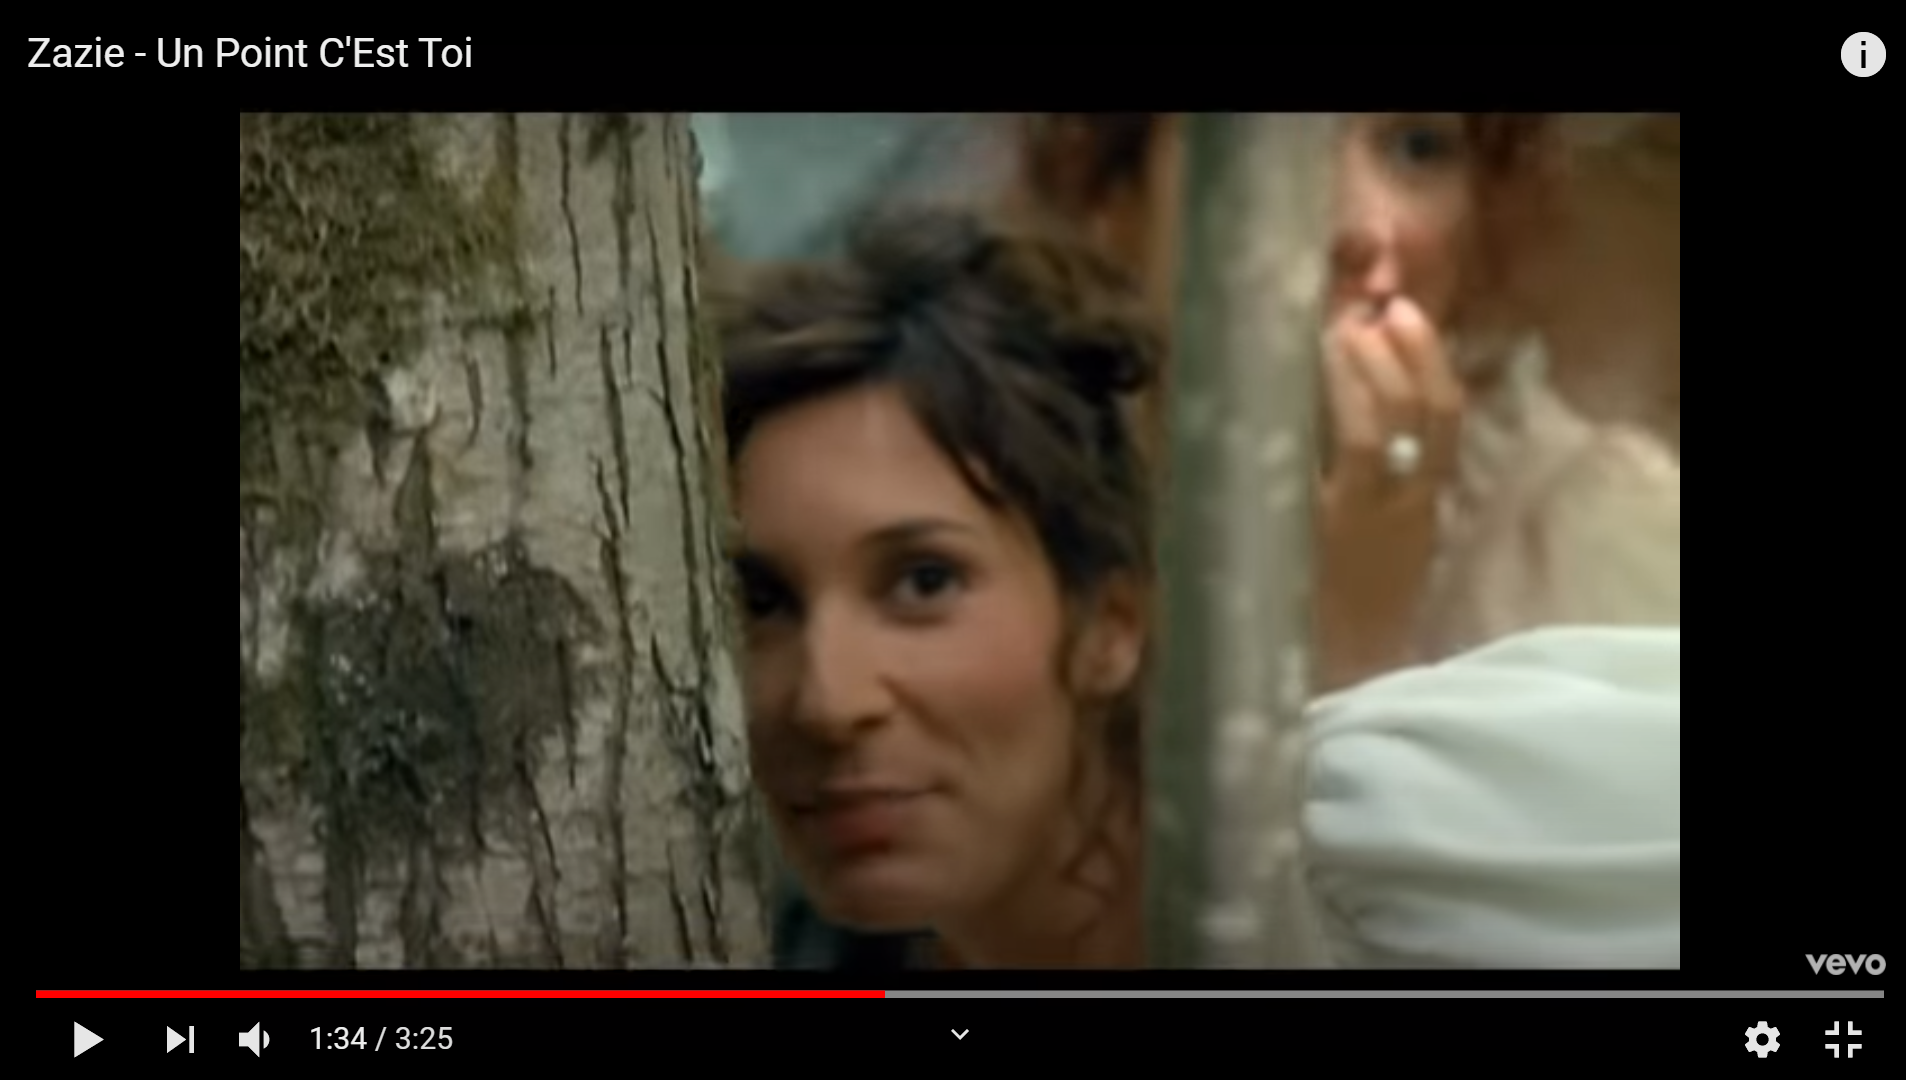 Zazie - Un Point C'Est Toi
i
vevo
1:34 / 3:25